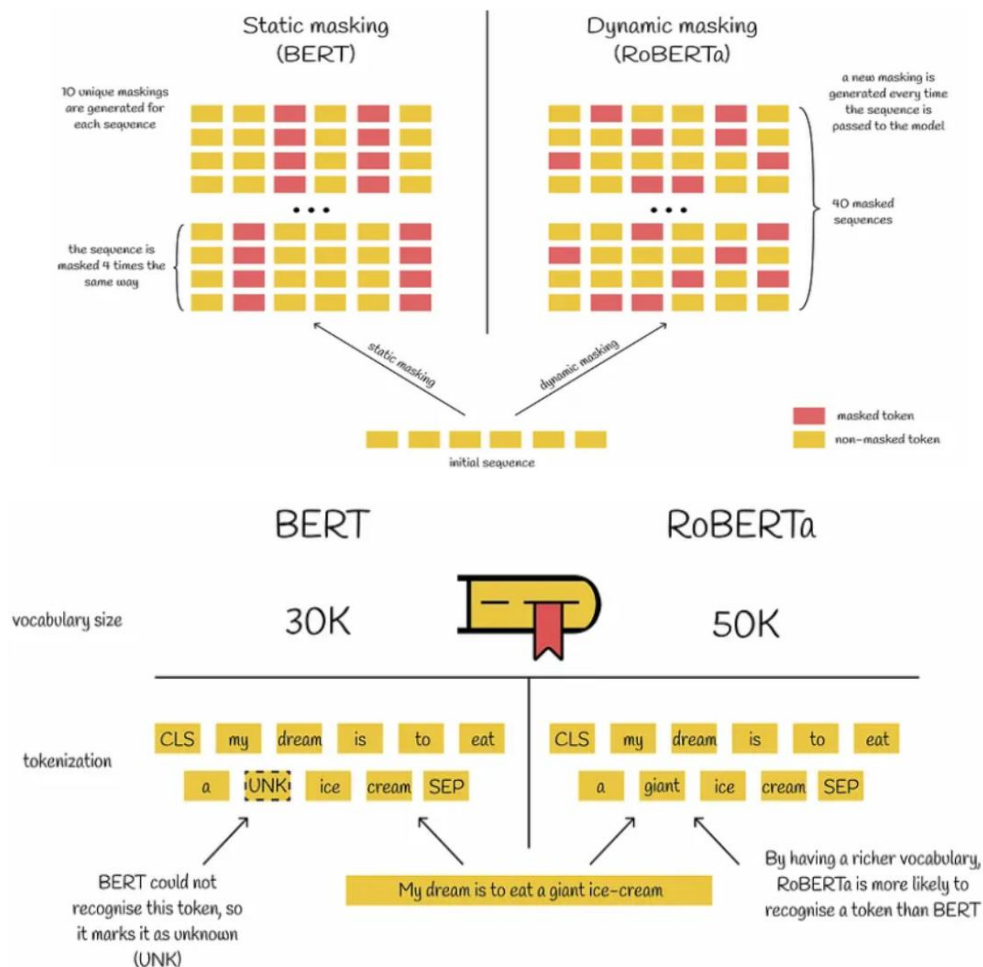 Static masking
(BERT)
Dynamic masking
(RoBERTa)
10 unique maskings
are generated for
each sequence
a new masking is
generated every time
the sequence is
passed to the model
• • •
• • •
40 masked
sequences
the sequence is
masked 4 times the
same way
static masking
dynamic masking
masked token
non-masked token
initial sequence
BERT
RoBERTa
vocabulary size
30K
50K
tokenization
CLS my dream is to eat
a UNK ice cream SEP
CLS my dream is to eat
a giant ice cream SEP
BERT could not
recognise this token, so
it marks it as unknown
(UNK)
My dream is to eat a giant ice-cream
By having a richer vocabulary,
RoBERTa is more likely to
recognise a token than BERT